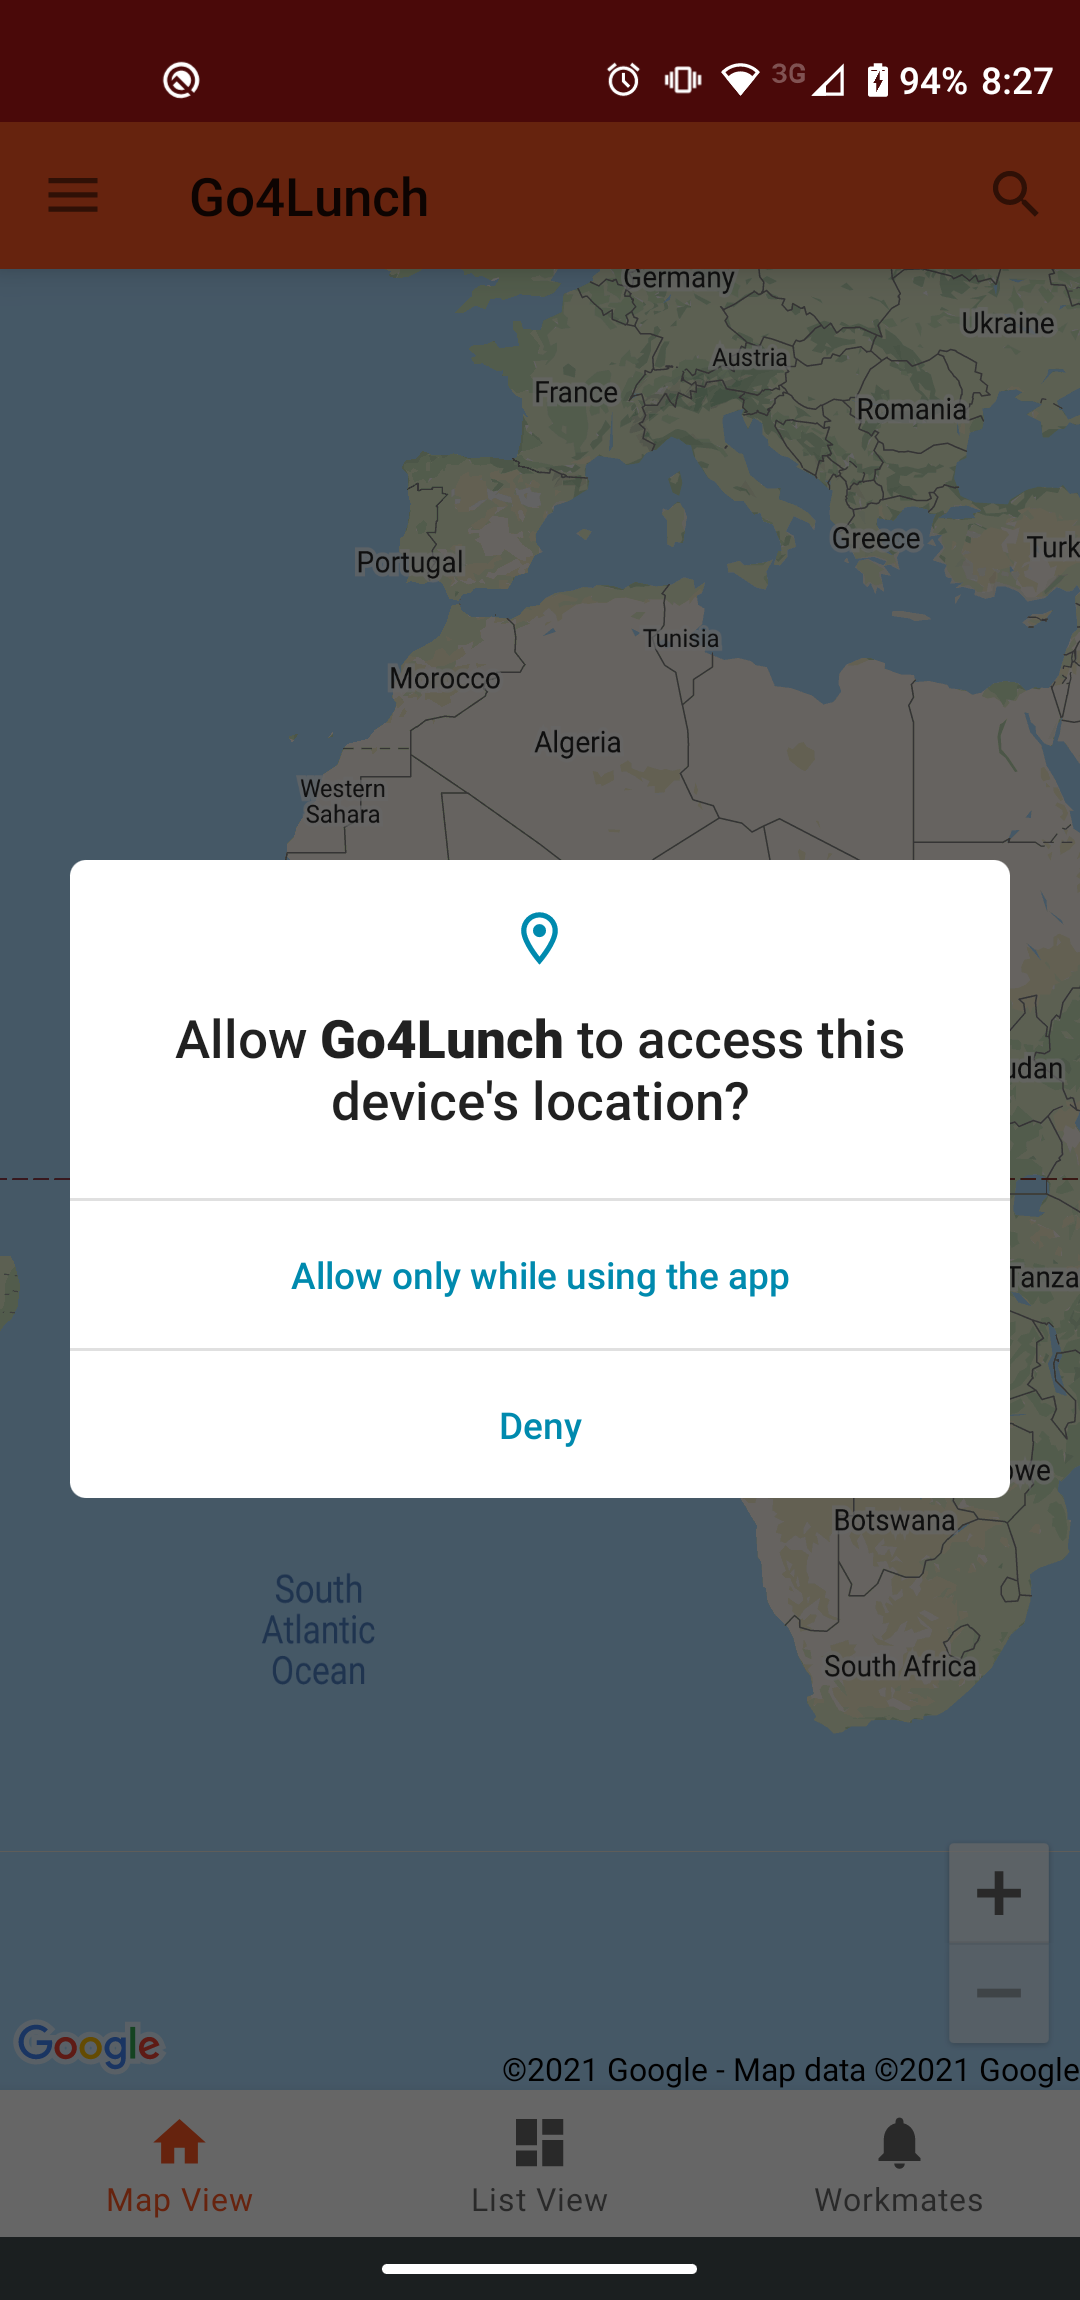 3G 94% 8:27
Go4Lunch
Germany
Ukraine
Austria
France
Romania
Greece
Turk
Portugal
Tunisia
Morocco
Algeria
Western
Sahara
Allow Go4Lunch to access this
device's location?
udan
Allow only while using the app
Tanza
Deny
owe
Botswana
South
Atlantic
Ocean
South Africa
+
−
Google
©2021 Google - Map data ©2021 Google
Map View
List View
Workmates